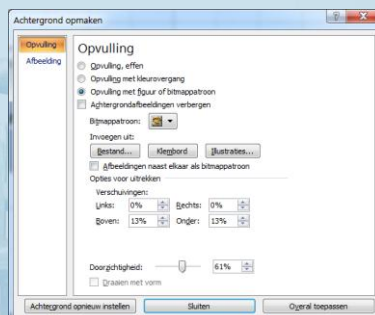 Achtergrond opmaken
Opvulling
Afbeelding
Opvulling
Opvulling, effen
Opvulling met kleurovergang
Opvulling met figuur of bitmappatroon
Achtergrondafbeeldingen verbergen
Bitmappatroon:
Invoegen uit:
Bestand... Klembord Illustraties...
Afbeeldingen naast elkaar als bitmappatroon
Opties voor uitrekken
Verschuivingen:
Links: 0% Rechts: 0%
Boven: 13% Onder: 13%
Doorzichtigheid: 61%
Draaien met vorm
Achtergrond opnieuw instellen Sluiten Overal toepassen